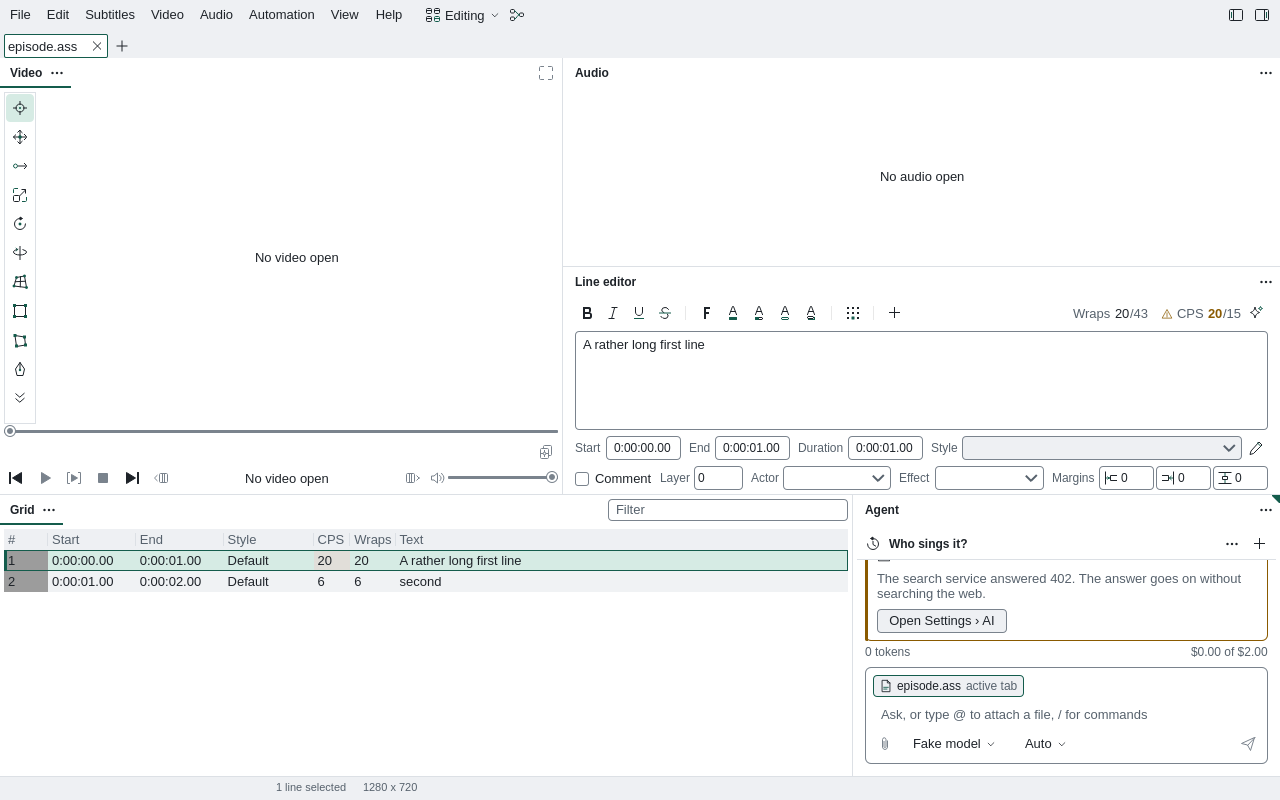 File Edit Subtitles Video Audio Automation View Help Editing
episode.ass
Video
Audio
No video open
No audio open
Line editor
B I U S F A A A A Wraps 20/43 CPS 20/15
A rather long first line
Start 0:00:00.00 End 0:00:01.00 Duration 0:00:01.00 Style
Comment Layer 0 Actor Effect Margins 0 0 0
No video open
Grid
Filter
# Start End Style CPS Wraps Text
1 0:00:00.00 0:00:01.00 Default 20 20 A rather long first line
2 0:00:01.00 0:00:02.00 Default 6 6 second
Agent
Who sings it?
The search service answered 402. The answer goes on without
searching the web.
Open Settings › AI
0 tokens $0.00 of $2.00
episode.ass active tab
Ask, or type @ to attach a file, / for commands
Fake model Auto
1 line selected 1280 x 720